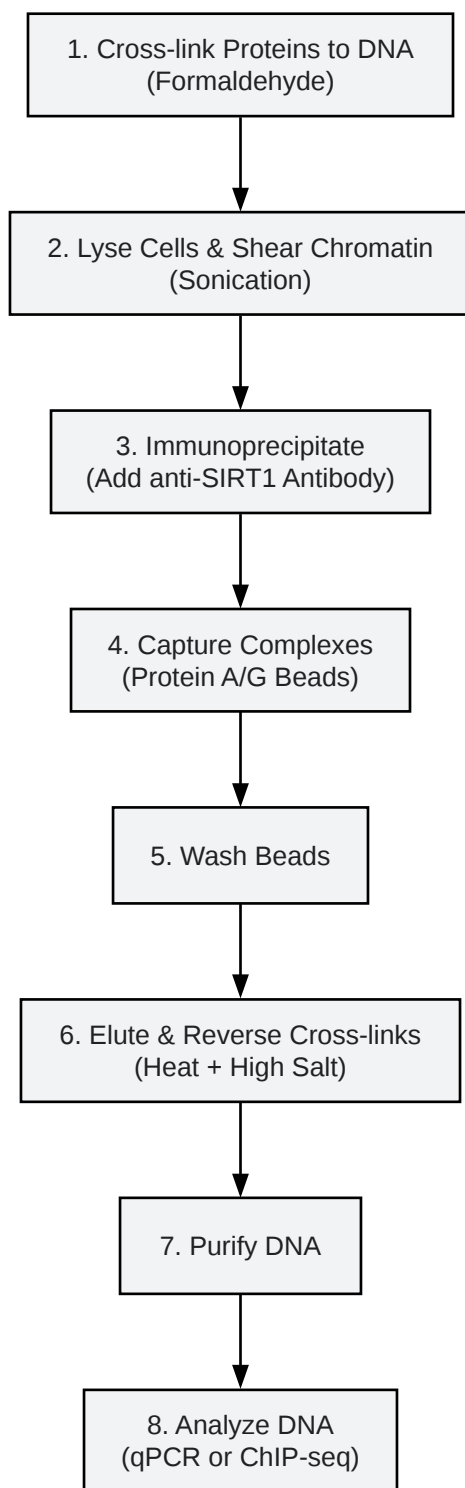 1. Cross-link Proteins to DNA
(Formaldehyde)
2. Lyse Cells & Shear Chromatin
(Sonication)
3. Immunoprecipitate
(Add anti-SIRT1 Antibody)
4. Capture Complexes
(Protein A/G Beads)
5. Wash Beads
6. Elute & Reverse Cross-links
(Heat + High Salt)
7. Purify DNA
8. Analyze DNA
(qPCR or ChIP-seq)